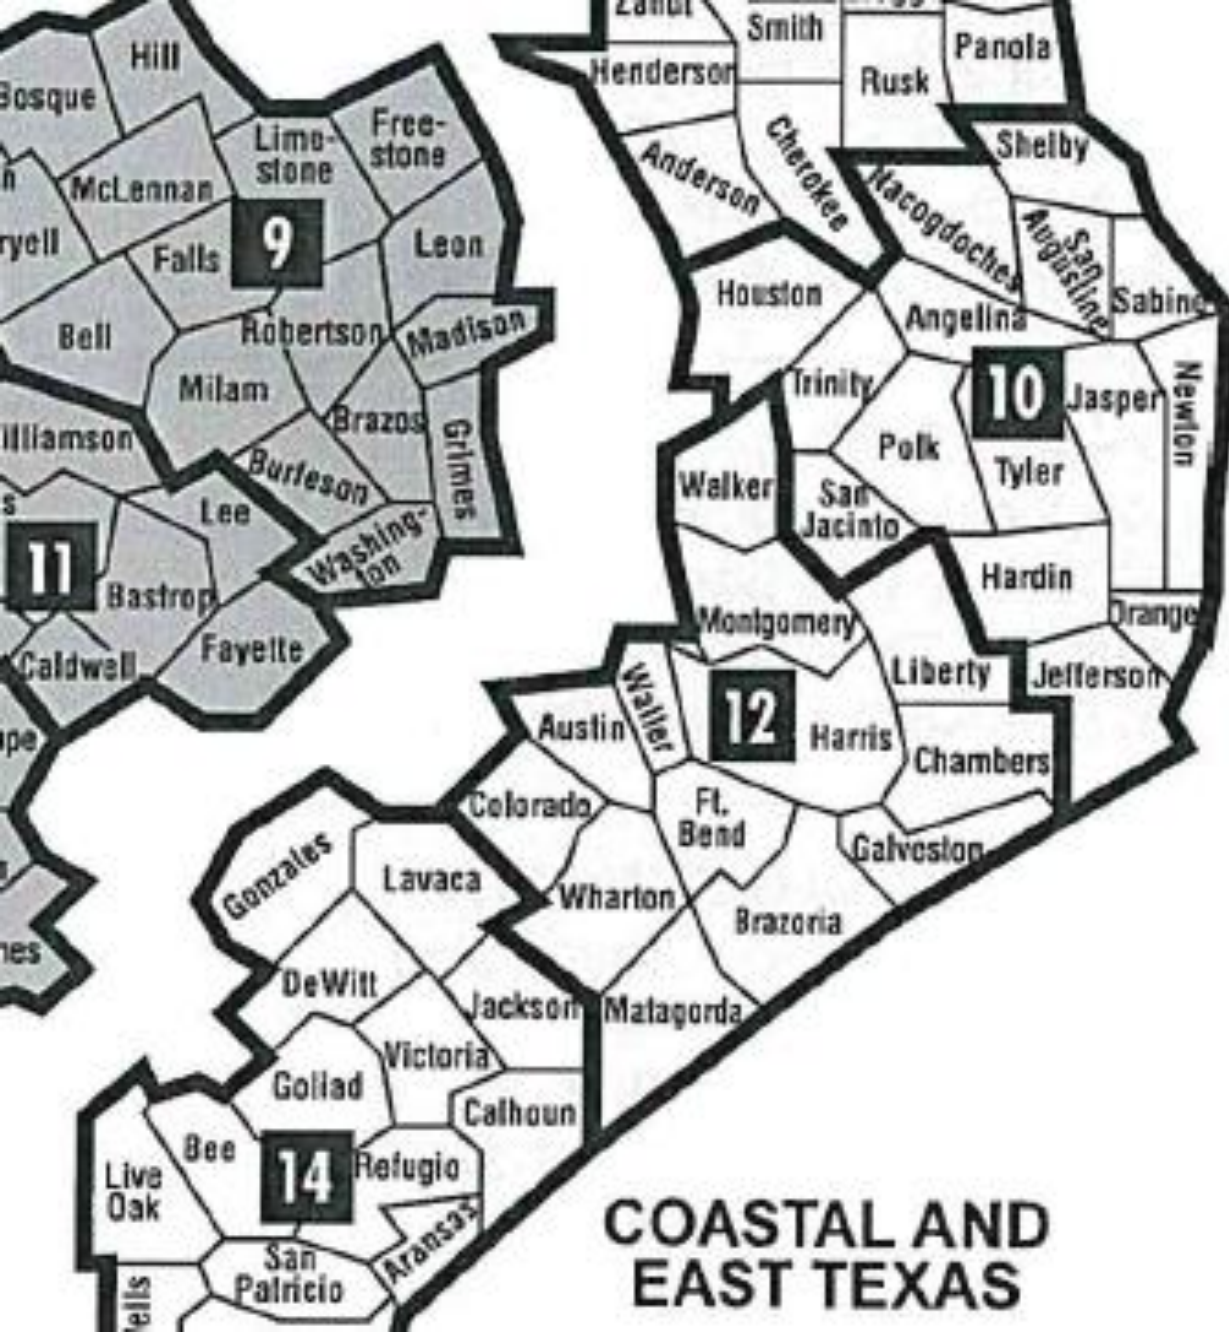 Hill
Bosque
Lime-
stone
Free-
stone
McLennan
9
Falls
Leon
Bell
Robertson
Madison
Milam
Brazos
Grimes
Burleson
Washing-
ton
Lee
11
Bastrop
Caldwell
Fayette
Smith
Panola
Henderson
Rusk
Shelby
Anderson
Cherokee
Nacogdoches
San
Augustine
Sabine
Houston
Angelina
Trinity
10
Jasper
Newton
Polk
Tyler
Walker
San
Jacinto
Hardin
Montgomery
Orange
Liberty
Jefferson
Waller
12
Austin
Harris
Chambers
Colorado
Ft.
Bend
Galveston
Wharton
Brazoria
Matagorda
Gonzales
Lavaca
DeWitt
Jackson
Victoria
Goliad
Calhoun
Bee
14
Refugio
Live
Oak
Aransas
San
Patricio
COASTAL AND
EAST TEXAS